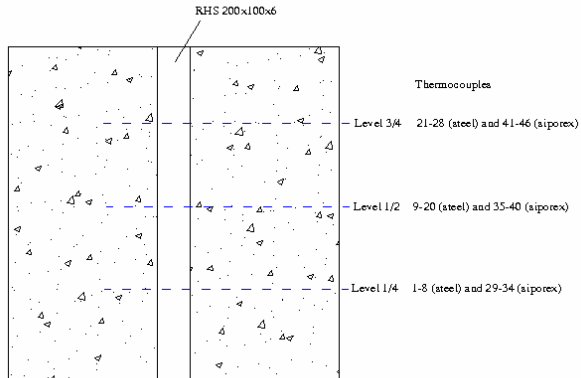 RHS 200x100x6
Thermocouples
Level 3/4 21-28 (steel) and 41-46 (siporex)
Level 1/2 9-20 (steel) and 35-40 (siporex)
Level 1/4 1-8 (steel) and 29-34 (siporex)